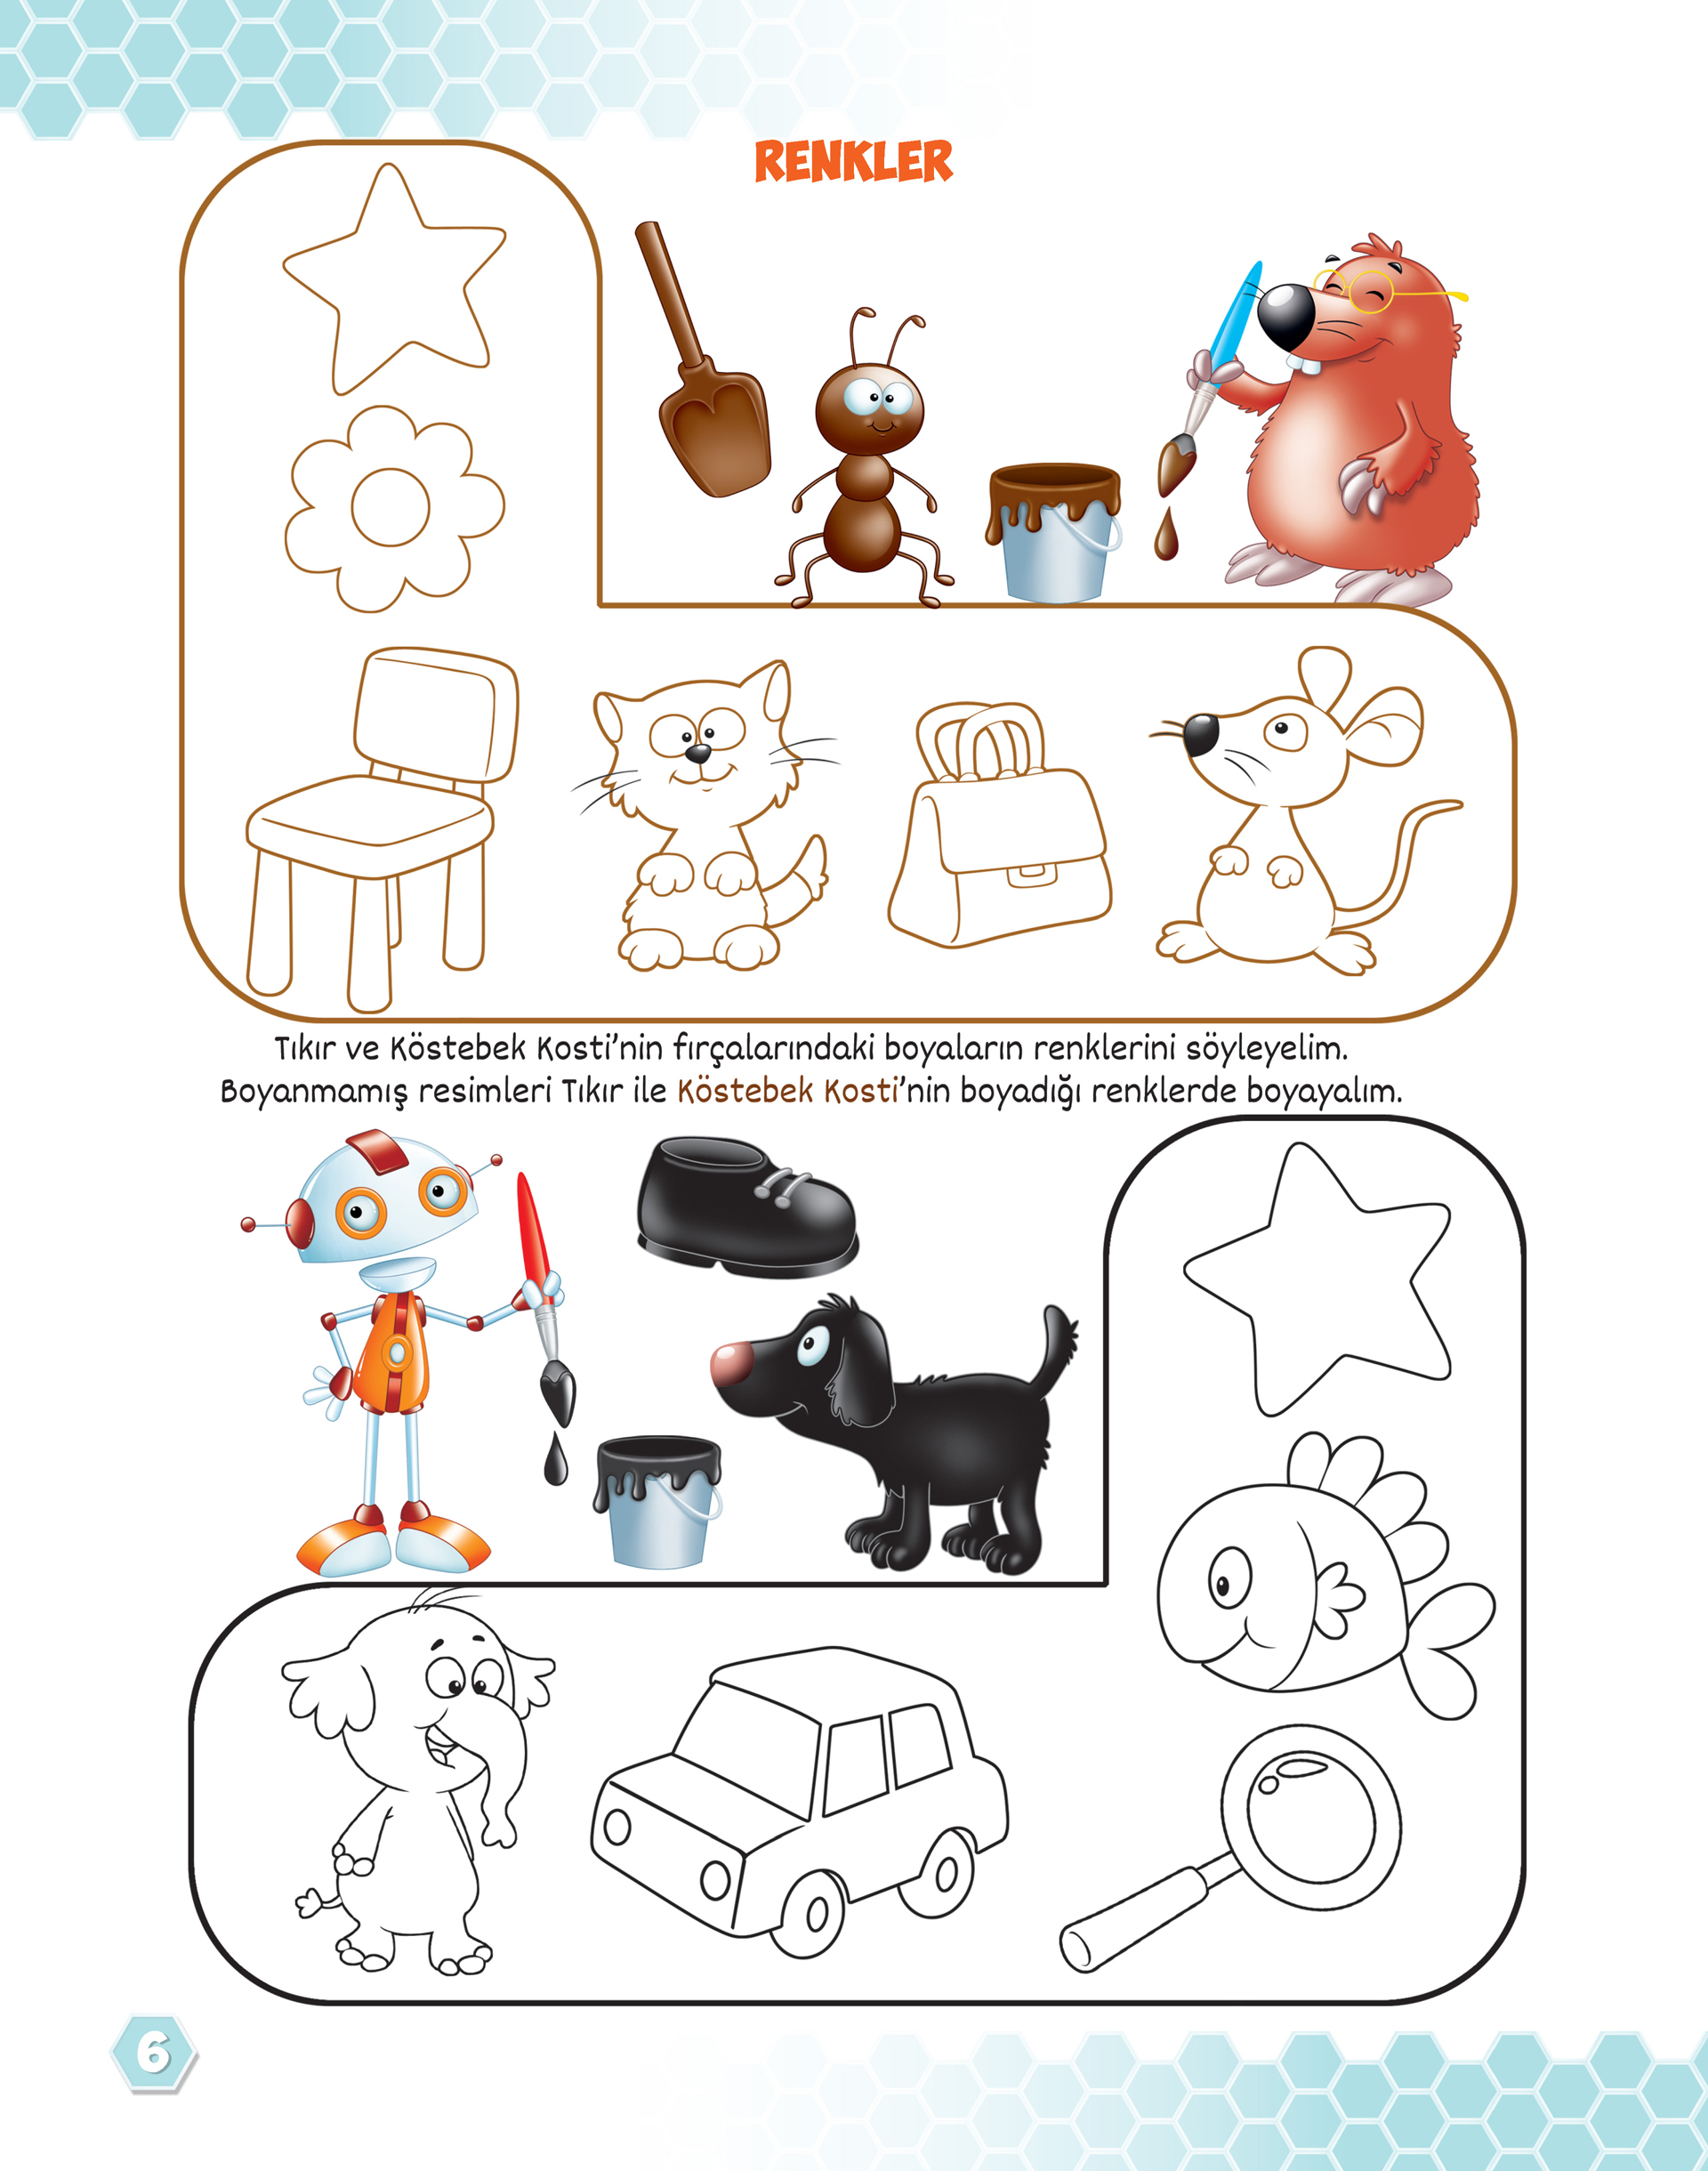 RENKLER
Tıkır ve Köstebek Kosti’nin fırçalarındaki boyaların renklerini söyleyelim.
Boyanmamış resimleri Tıkır ile Köstebek Kosti’nin boyadığı renklerde boyayalım.
6